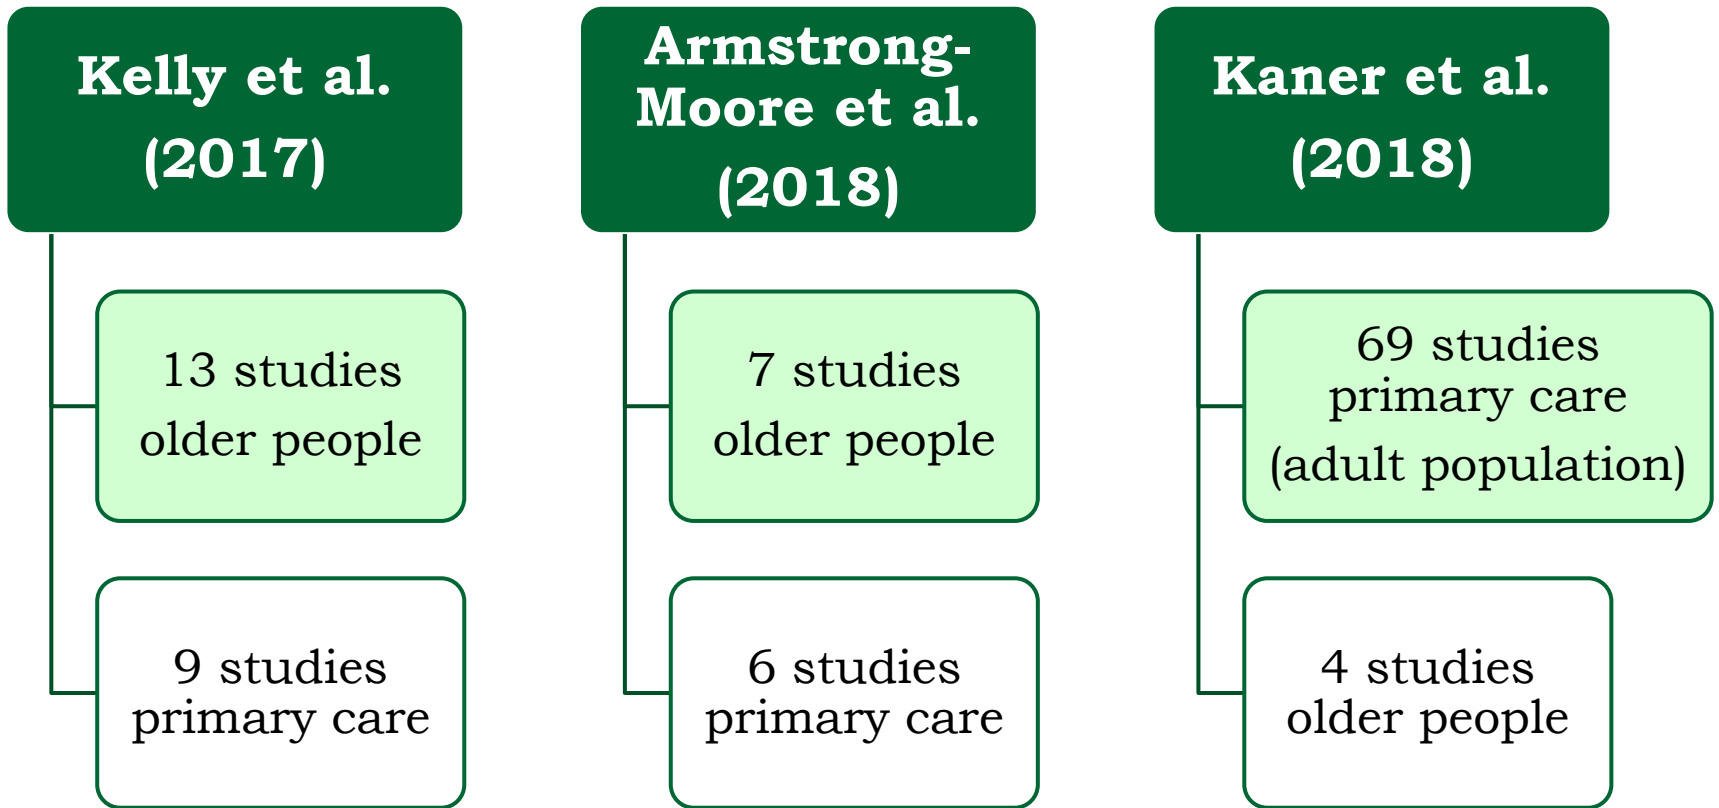 Kelly et al.
(2017)
13 studies
older people
9 studies
primary care
Armstrong-
Moore et al.
(2018)
7 studies
older people
6 studies
primary care
Kaner et al.
(2018)
69 studies
primary care
(adult population)
4 studies
older people